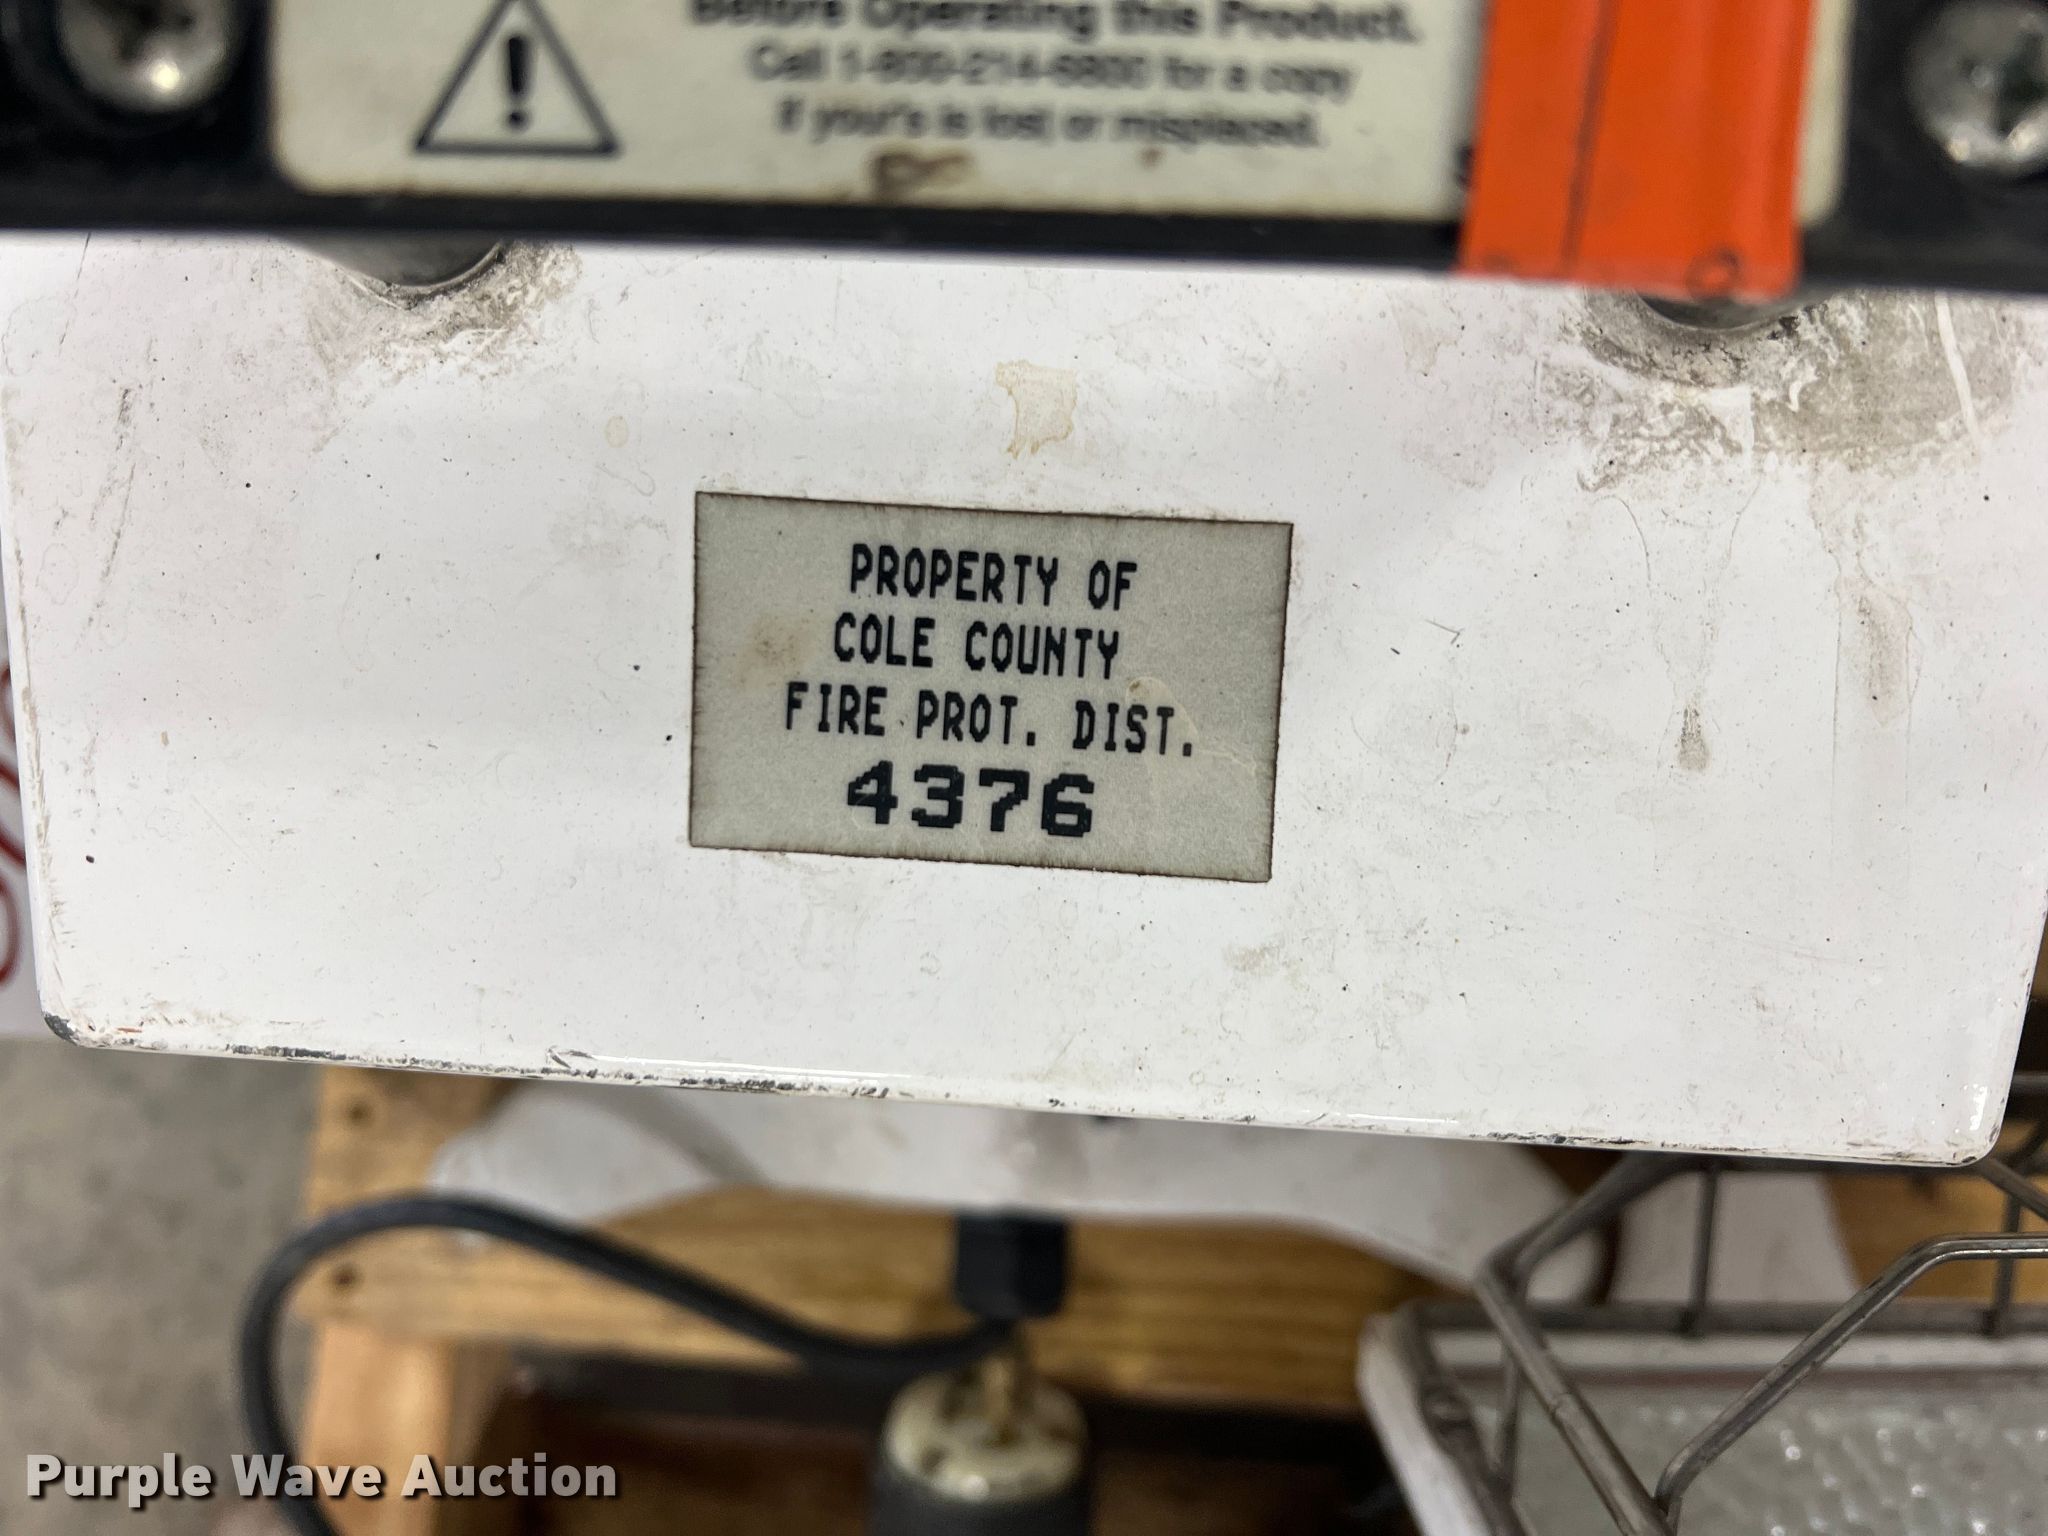 Before Operating this Product.
Call 1-800-214-6800 for a copy
if your's is lost or misplaced.
PROPERTY OF
COLE COUNTY
FIRE PROT. DIST.
4376
Purple Wave Auction